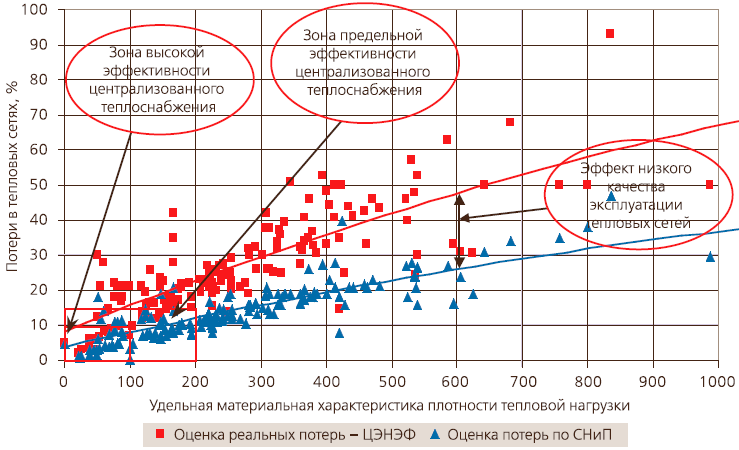 100
90
80
70
60
50
40
30
20
10
0
Потери в тепловых сетях, %
Зона высокой
эффективности
централизованного
теплоснабжения
Зона предельной
эффективности
централизованного
теплоснабжения
Эффект низкого
качества
эксплуатации
тепловых сетей
0 100 200 300 400 500 600 700 800 900 1000
Удельная материальная характеристика плотности тепловой нагрузки
Оценка реальных потерь – ЦЭНЭФ Оценка потерь по СНиП